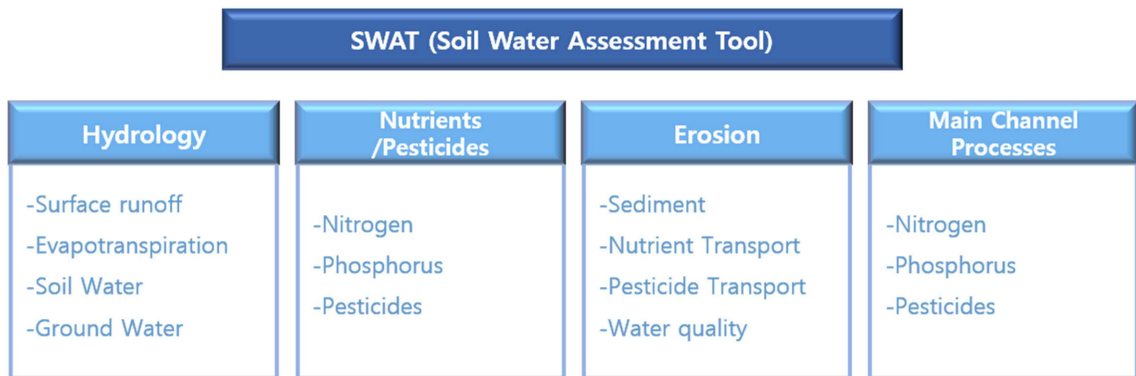 SWAT (Soil Water Assessment Tool)
Hydrology
-Surface runoff
-Evapotranspiration
-Soil Water
-Ground Water
Nutrients
/Pesticides
-Nitrogen
-Phosphorus
-Pesticides
Erosion
-Sediment
-Nutrient Transport
-Pesticide Transport
-Water quality
Main Channel
Processes
-Nitrogen
-Phosphorus
-Pesticides